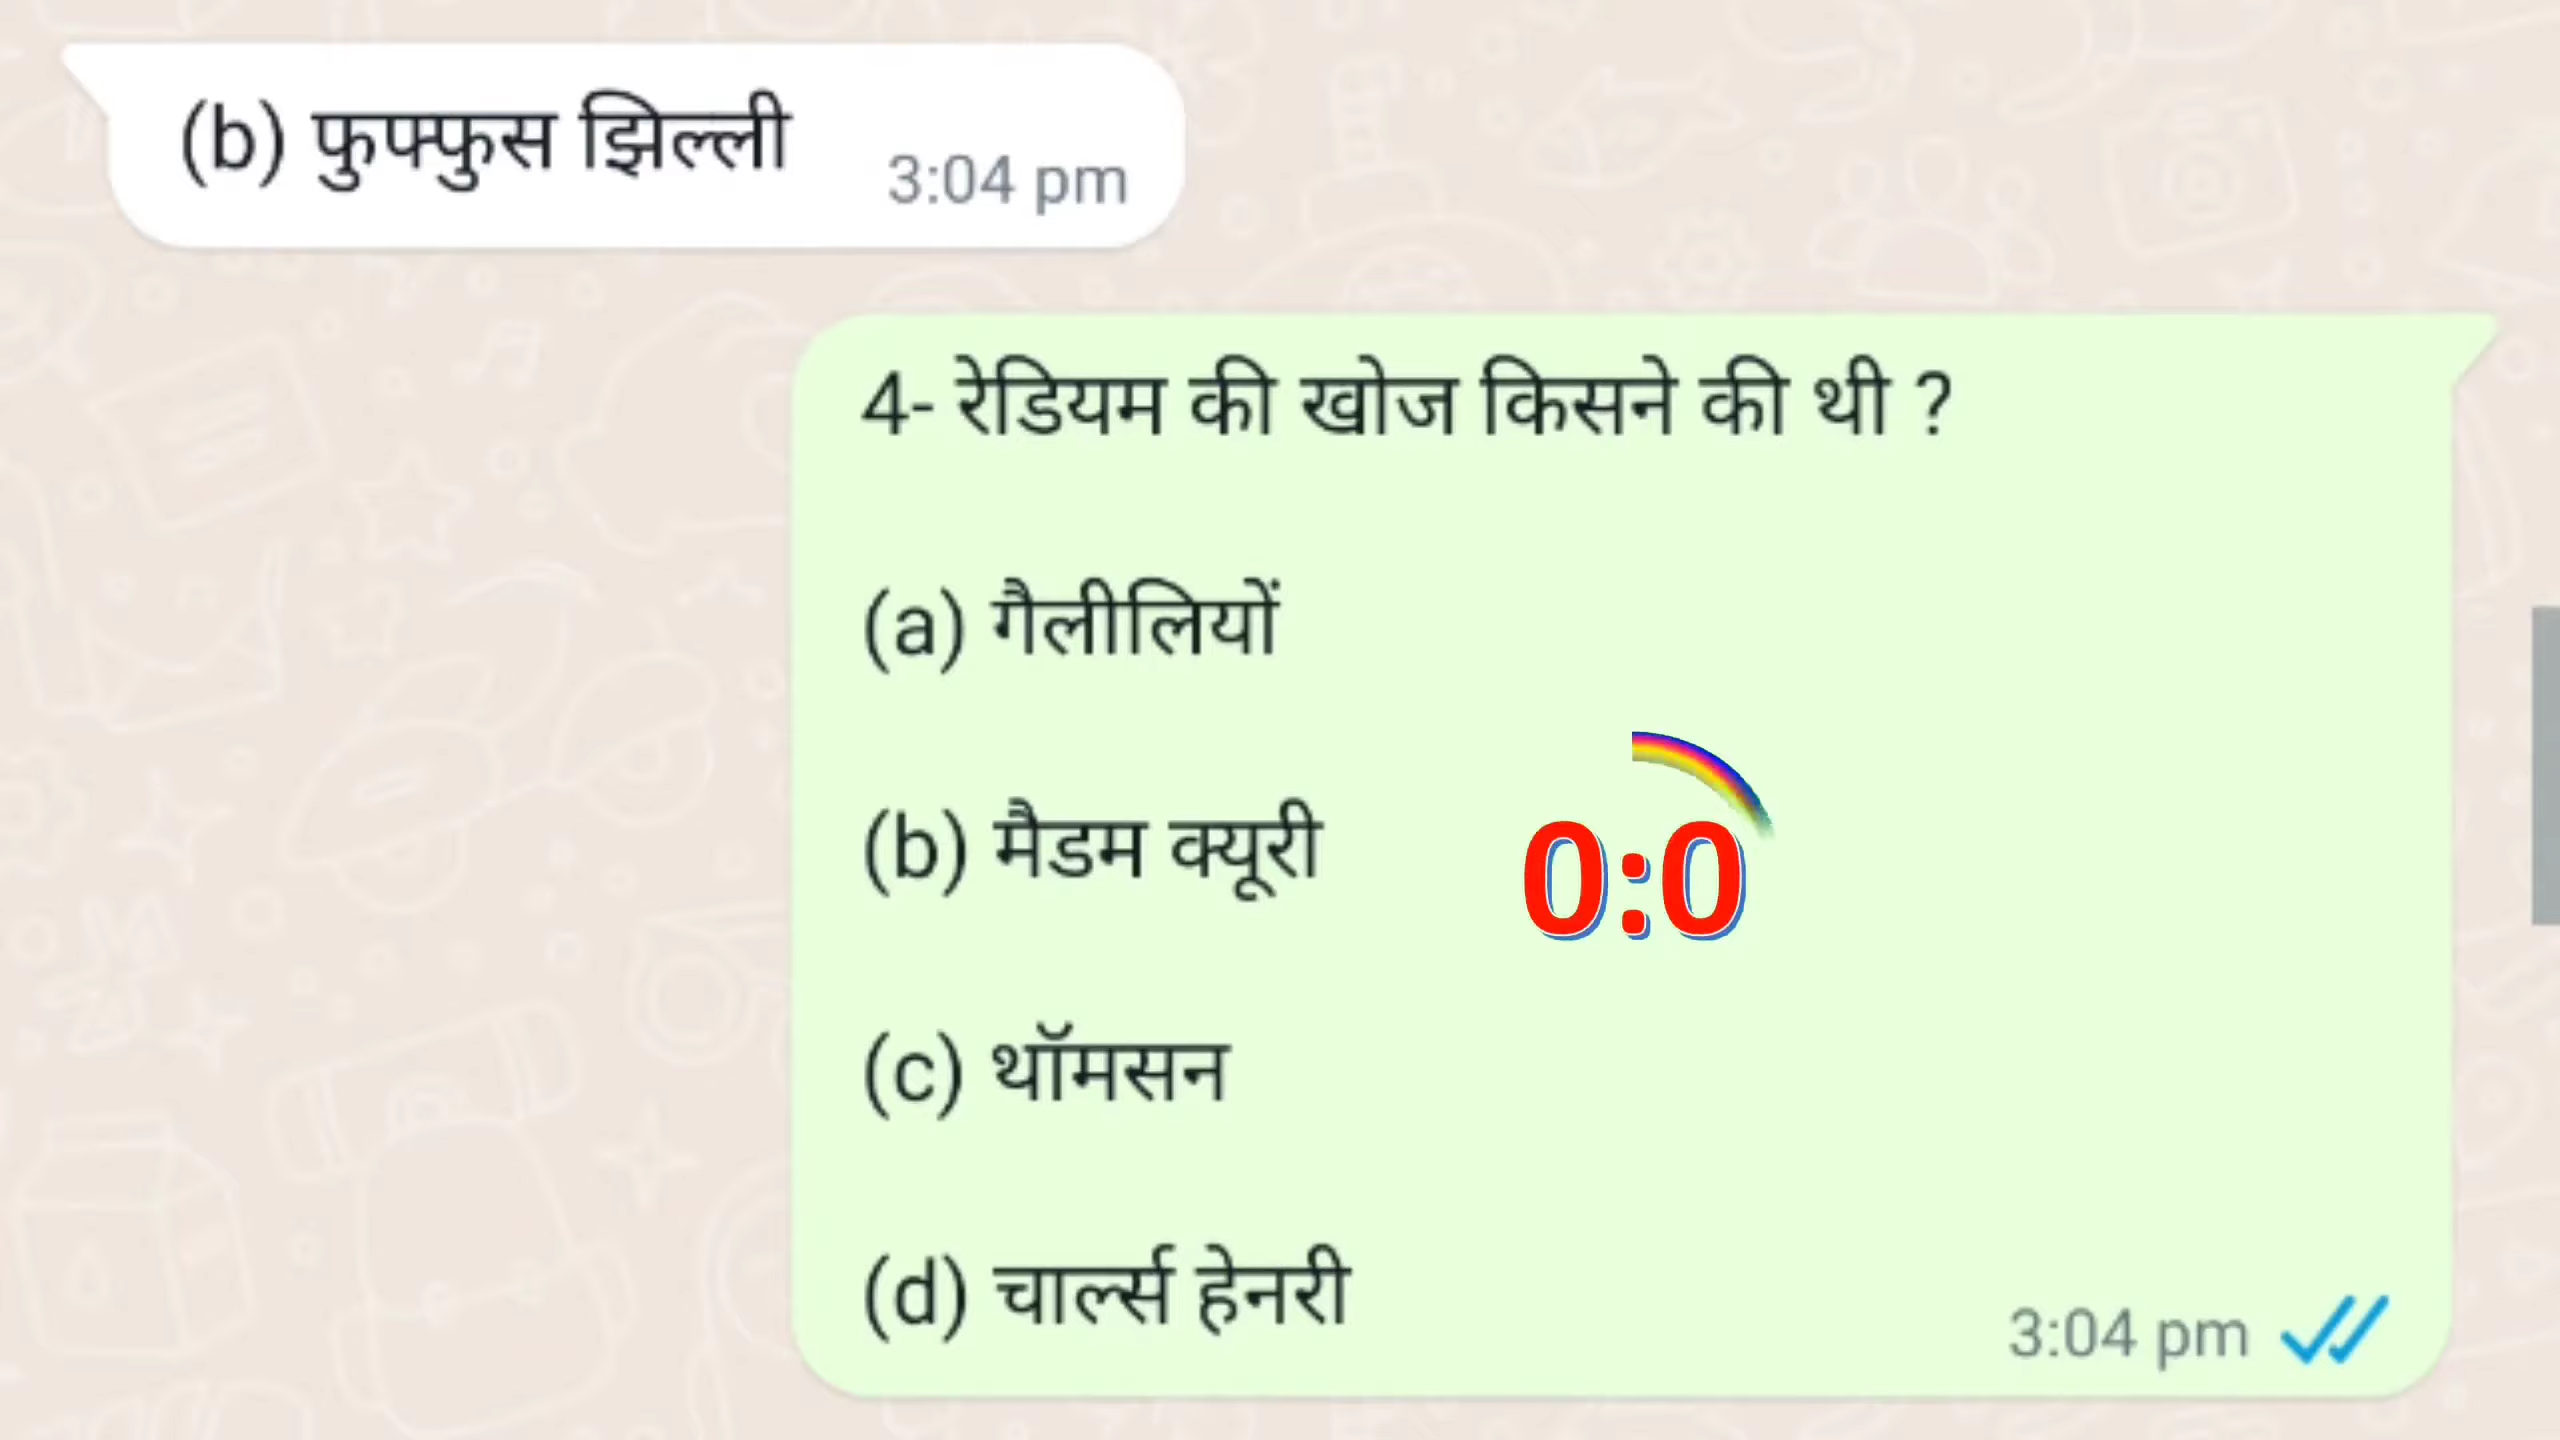 (b) फुफ्फुस झिल्ली
3:04 pm
4- रेडियम की खोज किसने की थी ?
(a) गैलीलियों
(b) मैडम क्यूरी
0:0
(c) थॉमसन
(d) चार्ल्स हेनरी
3:04 pm